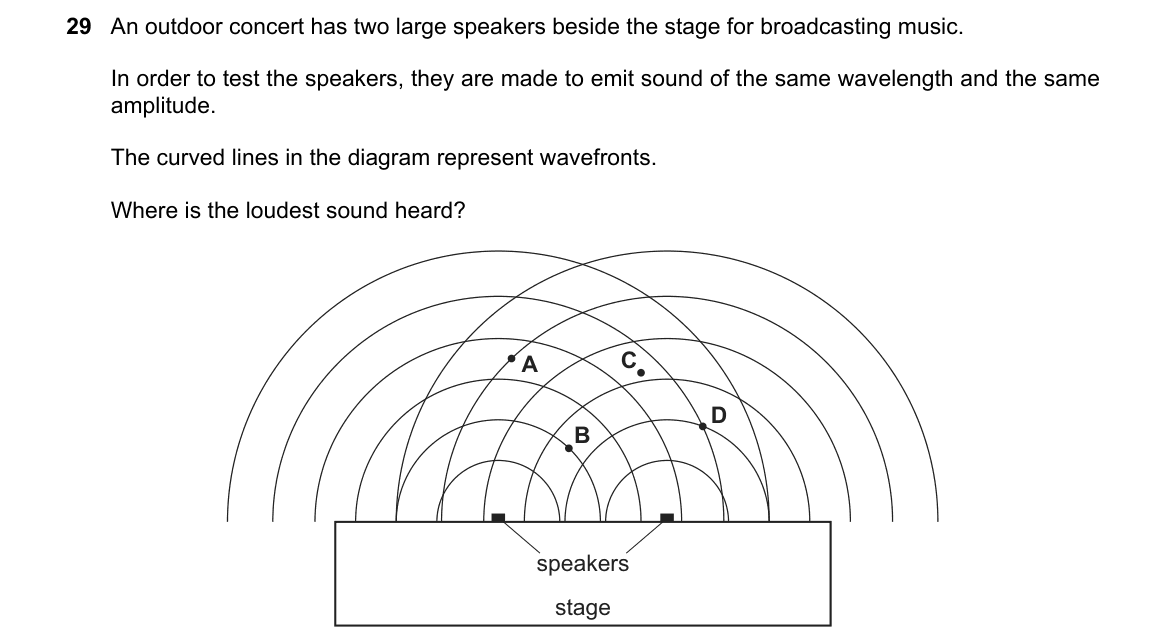 29 An outdoor concert has two large speakers beside the stage for broadcasting music.
In order to test the speakers, they are made to emit sound of the same wavelength and the same
amplitude.
The curved lines in the diagram represent wavefronts.
Where is the loudest sound heard?
A
C
D
B
speakers
stage